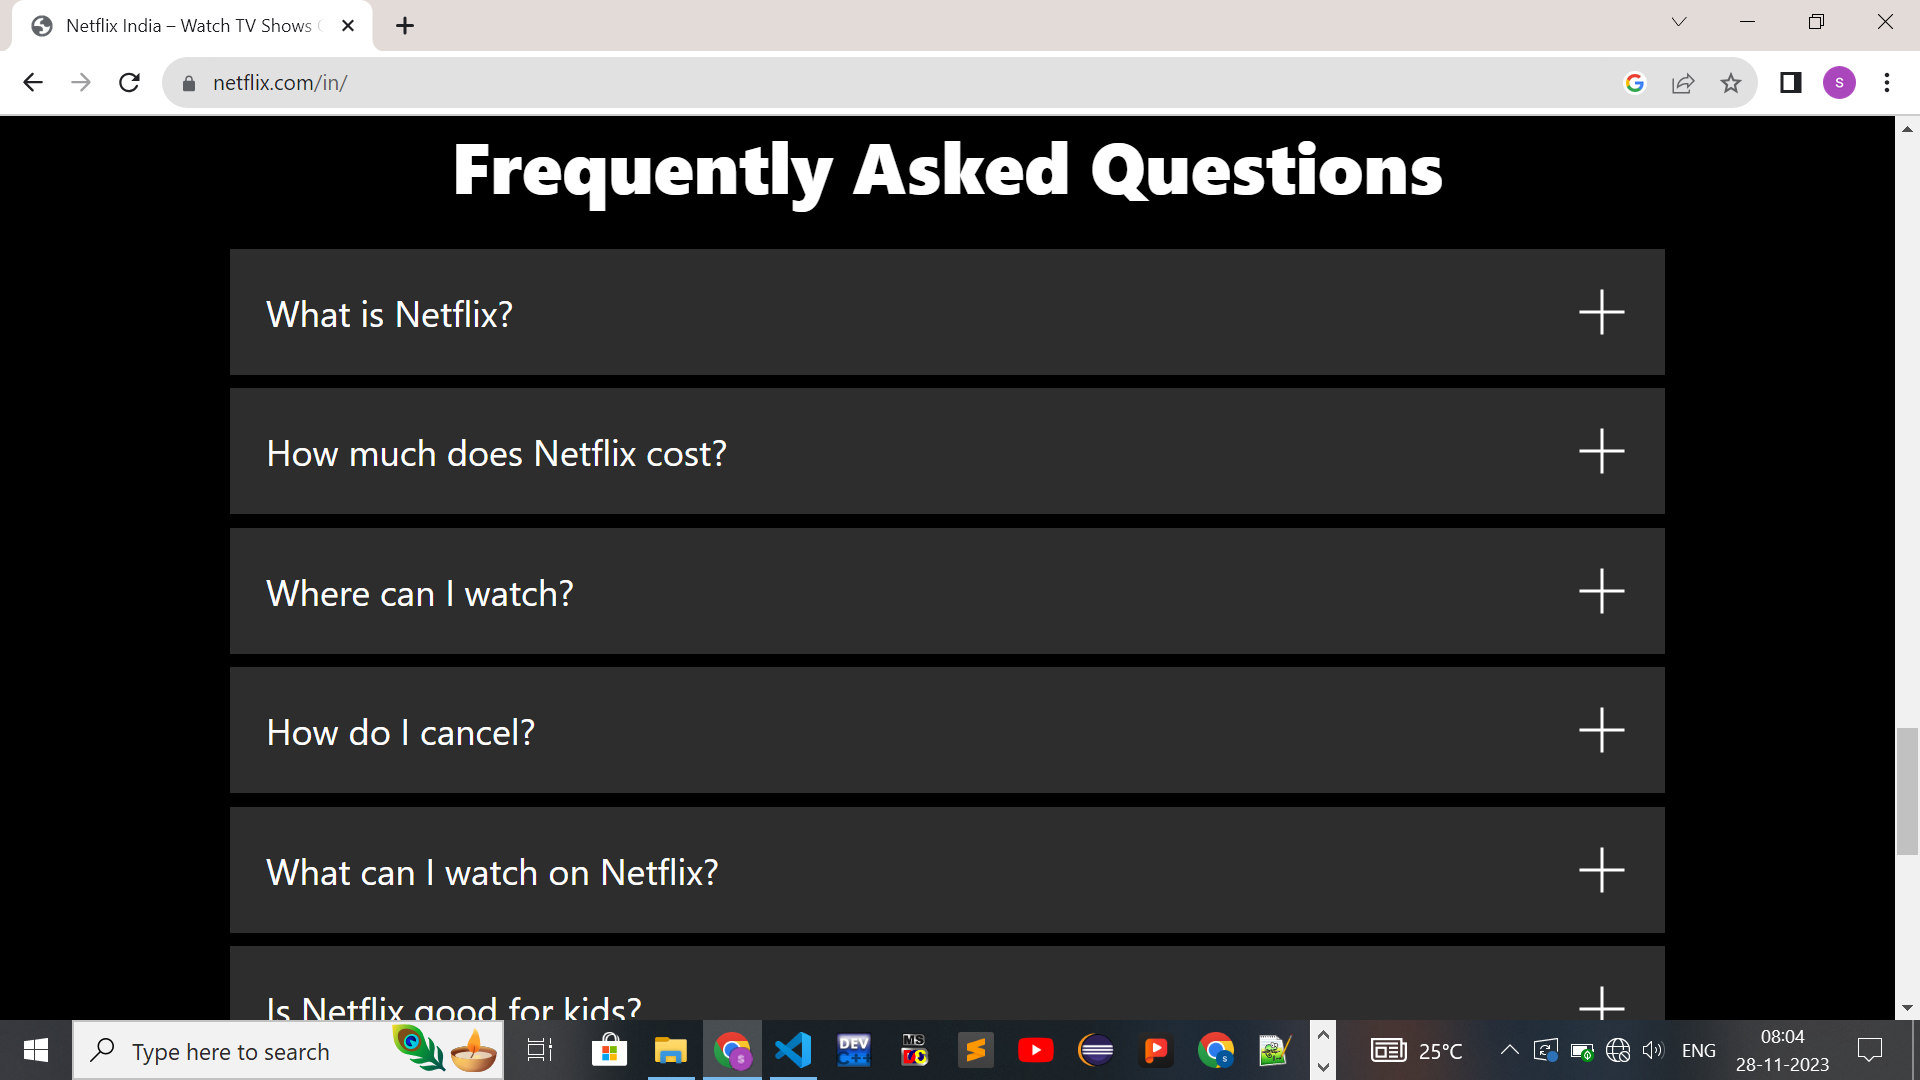 Netflix India – Watch TV Shows
netflix.com/in/
S
Frequently Asked Questions
What is Netflix?
How much does Netflix cost?
Where can I watch?
How do I cancel?
What can I watch on Netflix?
Is Netflix good for kids?
Type here to search
S
DEV
C++
MS
S
25°C
ENG
08:04
28-11-2023